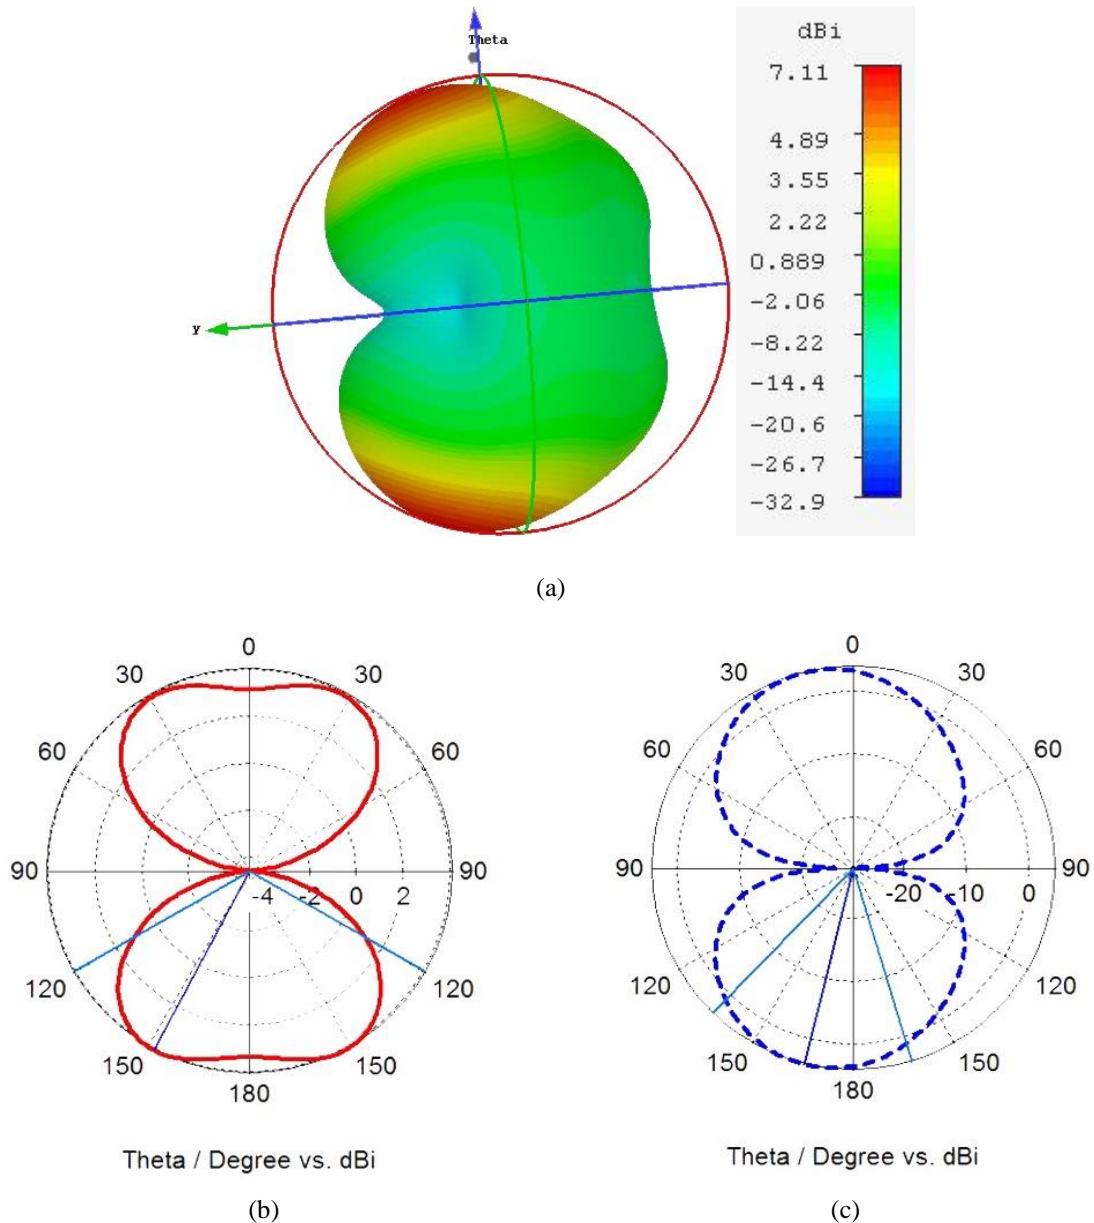 dBi
Theta
7.11
4.89
3.55
2.22
0.889
-2.06
-8.22
-14.4
-20.6
-26.7
-32.9
y
(a)
0
30 30
60 60
90 -4 -2 0 2 90
120 120
150 150
180
Theta / Degree vs. dBi
(b)
0
30 30
60 60
90 -20 -10 0 90
120 120
150 150
180
Theta / Degree vs. dBi
(c)